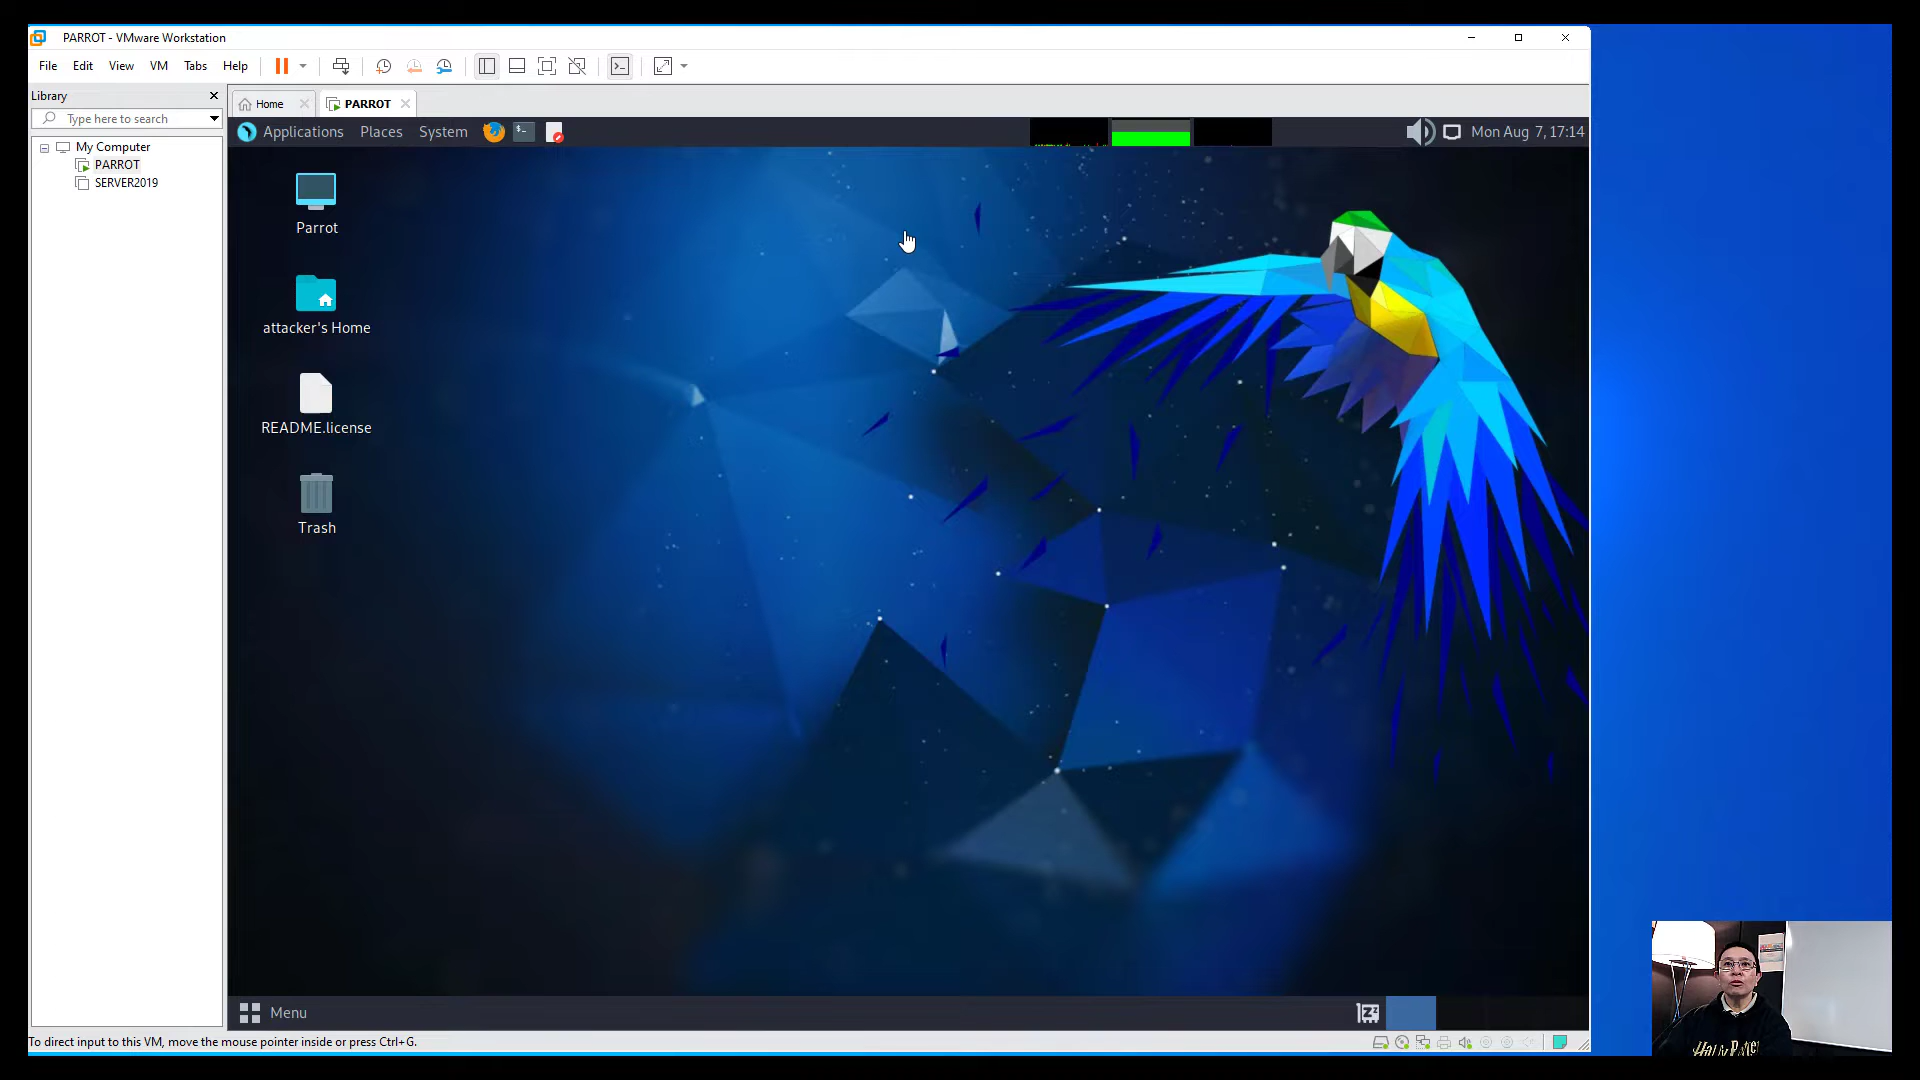 PARROT - VMware Workstation
File Edit View VM Tabs Help
Library
Type here to search
My Computer
PARROT
SERVER2019
Home
PARROT
Applications Places System
Mon Aug 7, 17:14
Parrot
attacker's Home
README.license
Trash
Menu
To direct input to this VM, move the mouse pointer inside or press Ctrl+G.